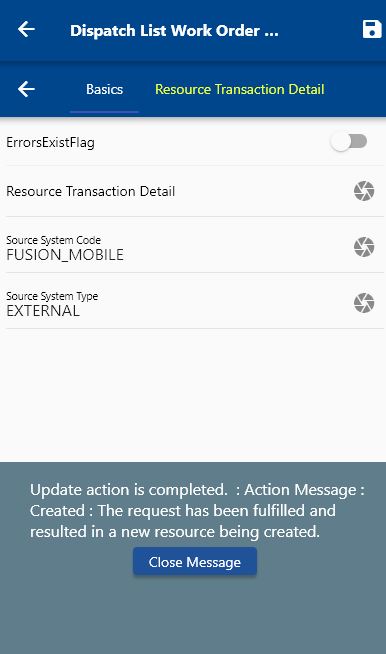 Dispatch List Work Order ...
Basics
Resource Transaction Detail
ErrorsExistFlag
Resource Transaction Detail
Source System Code
FUSION_MOBILE
Source System Type
EXTERNAL
Update action is completed.  : Action Message :
Created : The request has been fulfilled and
resulted in a new resource being created.
Close Message